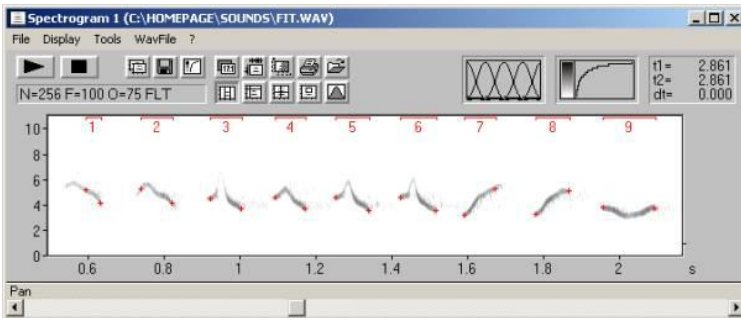 Spectrogram 1 (C:\HOMEPAGE\SOUNDS\FIT.WAV)
File Display Tools WavFile ?
t1= 2.861
t2= 2.861
dt= 0.000
N=256 F=100 O=75 FLT
1 2 3 4 5 6 7 8 9
10
8
6
4
2
0
0.6 0.8 1 1.2 1.4 1.6 1.8 2 s
Pan